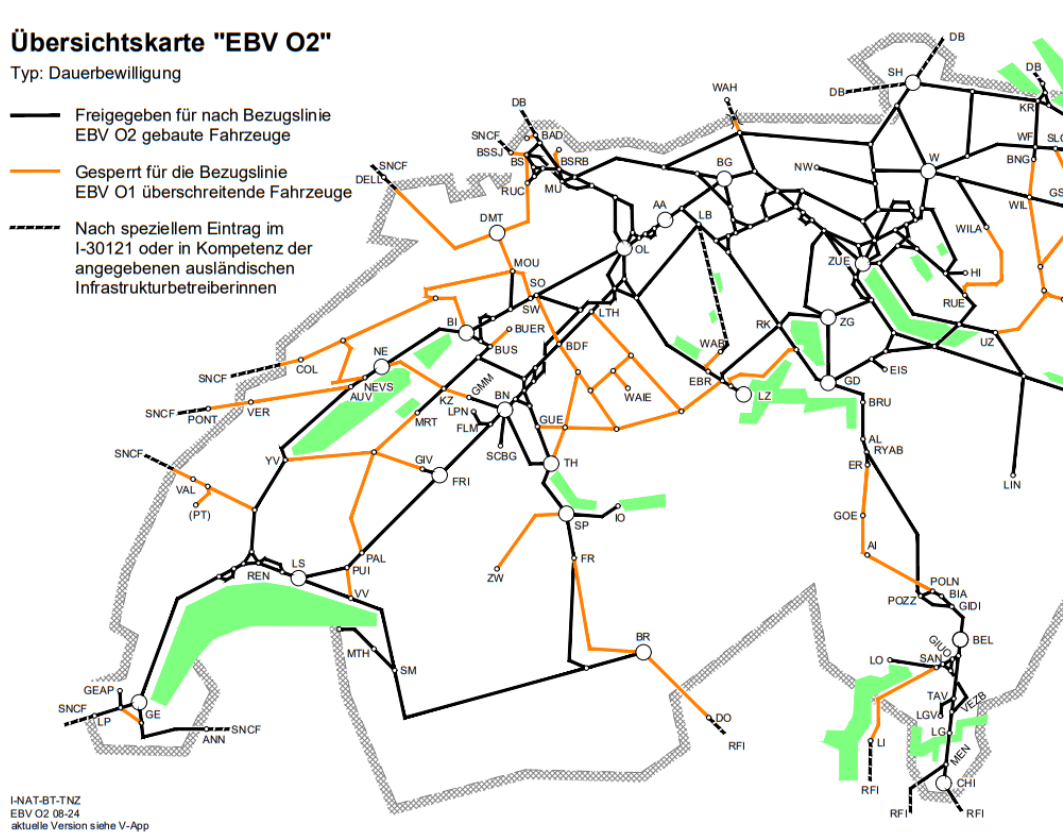 Übersichtskarte "EBV O2"
Typ: Dauerbewilligung
Freigegeben für nach Bezugslinie
EBV O2 gebaute Fahrzeuge
Gesperrt für die Bezugslinie
EBV O1 überschreitende Fahrzeuge
Nach speziellem Eintrag im
I-30121 oder in Kompetenz der
angegebenen ausländischen
Infrastrukturbetreiberinnen
DB
SH
DB
DB
KR
WAH
DB
SNCF
BAD
BSSJ
BS
BSRB
RUC
MU
WF
BNG
SNCF
DELL
BG
NW
W
WIL
AA
LB
DMT
OL
WILA
ZUE
HI
RUE
MOU
SO
SW
LTH
BI
BUER
BUS
BDF
RK
ZG
UZ
WAB
EBR
EIS
GD
LZ
NE
COL
SNCF
NEVS
AUV
KZ
GMM
BN
WAIE
BRU
SNCF
PONT
VER
LPN
MRT
FLM
GUE
SCBG
AL
RYAB
ER
SNCF
YV
GIV
FRI
TH
LIN
VAL
(PT)
SP
IO
GOE
AI
REN
LS
PAL
PUI
VV
ZW
FR
POLN
BIA
POZZ
GIDI
BEL
MTH
SM
BR
GIUO
LO
SAN
GEAP
SNCF
LP
GE
ANN
SNCF
DO
RFI
TAV
VEZB
LGV
LG
LI
MEN
RFI
CHI
RFI
RFI
I-NAT-BT-TNZ
EBV O2 08-24
aktuelle Version siehe V-App